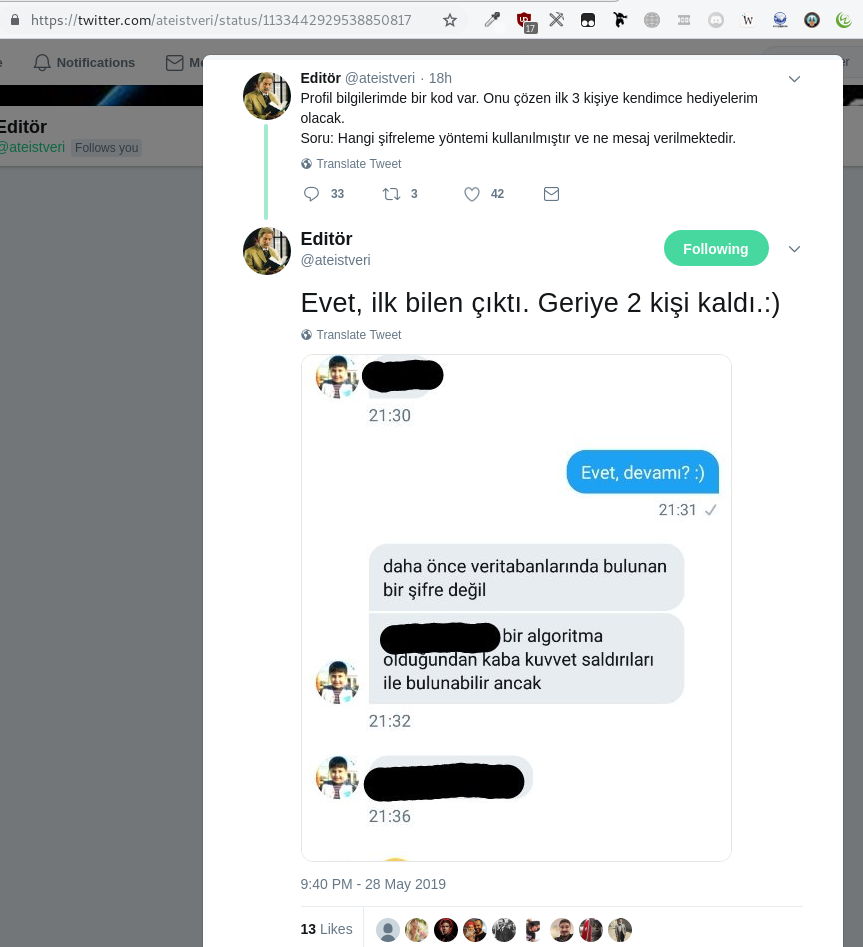 https://twitter.com/ateistveri/status/1133442929538850817
17
W
Notifications
Editör
@ateistveri Follows you
Editör @ateistveri · 18h
Profil bilgilerimde bir kod var. Onu çözen ilk 3 kişiye kendimce hediyelerim
olacak.
Soru: Hangi şifreleme yöntemi kullanılmıştır ve ne mesaj verilmektedir.
Translate Tweet
33 3 42
Editör
@ateistveri
Following
Evet, ilk bilen çıktı. Geriye 2 kişi kaldı.:)
Translate Tweet
21:30
Evet, devamı? :)
21:31
daha önce veritabanlarında bulunan
bir şifre değil
bir algoritma
olduğundan kaba kuvvet saldırıları
ile bulunabilir ancak
21:32
21:36
9:40 PM - 28 May 2019
13 Likes